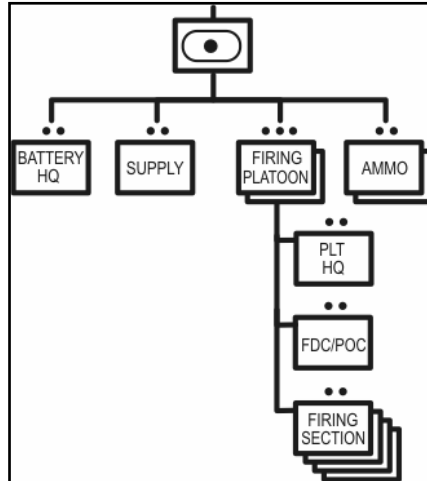 BATTERY
HQ
SUPPLY
FIRING
PLATOON
AMMO
PLT
HQ
FDC/POC
FIRING
SECTION